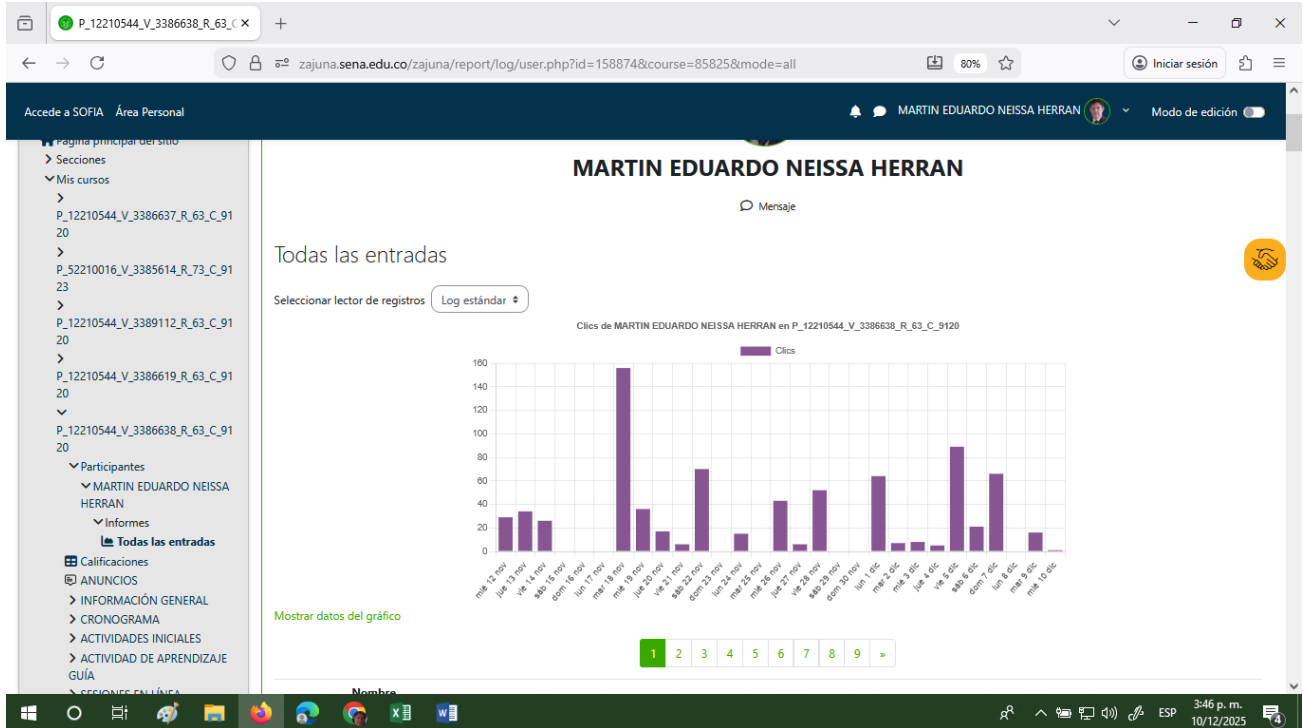 P_12210544_V_3386638_R_63_C
zajuna.sena.edu.co/zajuna/report/log/user.php?id=158874&course=85825&mode=all
80%
Iniciar sesión
Accede a SOFIA Área Personal
MARTIN EDUARDO NEISSA HERRAN
Modo de edición
Página principal del sitio
Secciones
Mis cursos
P_12210544_V_3386637_R_63_C_91
20
P_52210016_V_3385614_R_73_C_91
23
P_12210544_V_3389112_R_63_C_91
20
P_12210544_V_3386619_R_63_C_91
20
P_12210544_V_3386638_R_63_C_91
20
Participantes
MARTIN EDUARDO NEISSA
HERRAN
Informes
Todas las entradas
Calificaciones
ANUNCIOS
INFORMACIÓN GENERAL
CRONOGRAMA
ACTIVIDADES INICIALES
ACTIVIDAD DE APRENDIZAJE
GUÍA
SESIONES EN LÍNEA
MARTIN EDUARDO NEISSA HERRAN
Mensaje
Todas las entradas
Seleccionar lector de registros Log estándar
Clics de MARTIN EDUARDO NEISSA HERRAN en P_12210544_V_3386638_R_63_C_9120
Clics
160
140
120
100
80
60
40
20
0
mié 12 nov
jue 13 nov
vie 14 nov
sáb 15 nov
dom 16 nov
lun 17 nov
mar 18 nov
mié 19 nov
jue 20 nov
vie 21 nov
sáb 22 nov
dom 23 nov
lun 24 nov
mar 25 nov
mié 26 nov
jue 27 nov
vie 28 nov
sáb 29 nov
dom 30 nov
lun 1 dic
mar 2 dic
mié 3 dic
jue 4 dic
vie 5 dic
sáb 6 dic
dom 7 dic
lun 8 dic
mar 9 dic
mié 10 dic
Mostrar datos del gráfico
1 2 3 4 5 6 7 8 9 »
Nombre
ESP
3:46 p. m.
10/12/2025
4